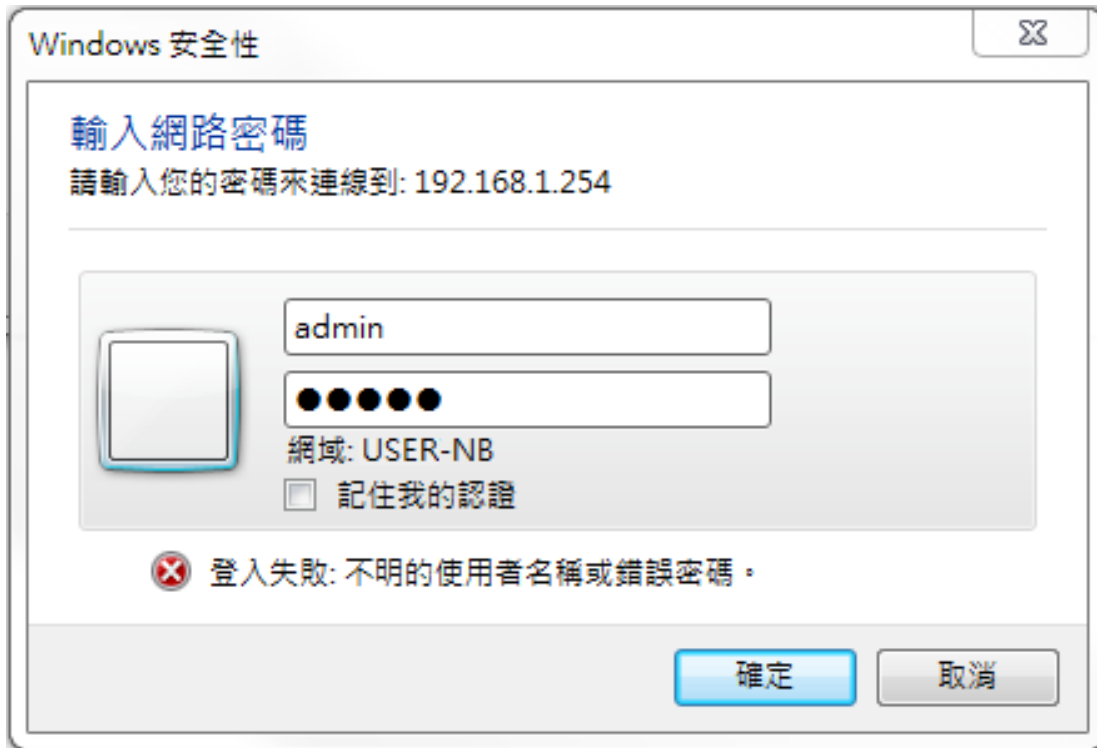 Windows 安全性
輸入網路密碼
請輸入您的密碼來連線到: 192.168.1.254
admin
●●●●●
網域: USER-NB
記住我的認證
登入失敗: 不明的使用者名稱或錯誤密碼。
確定
取消